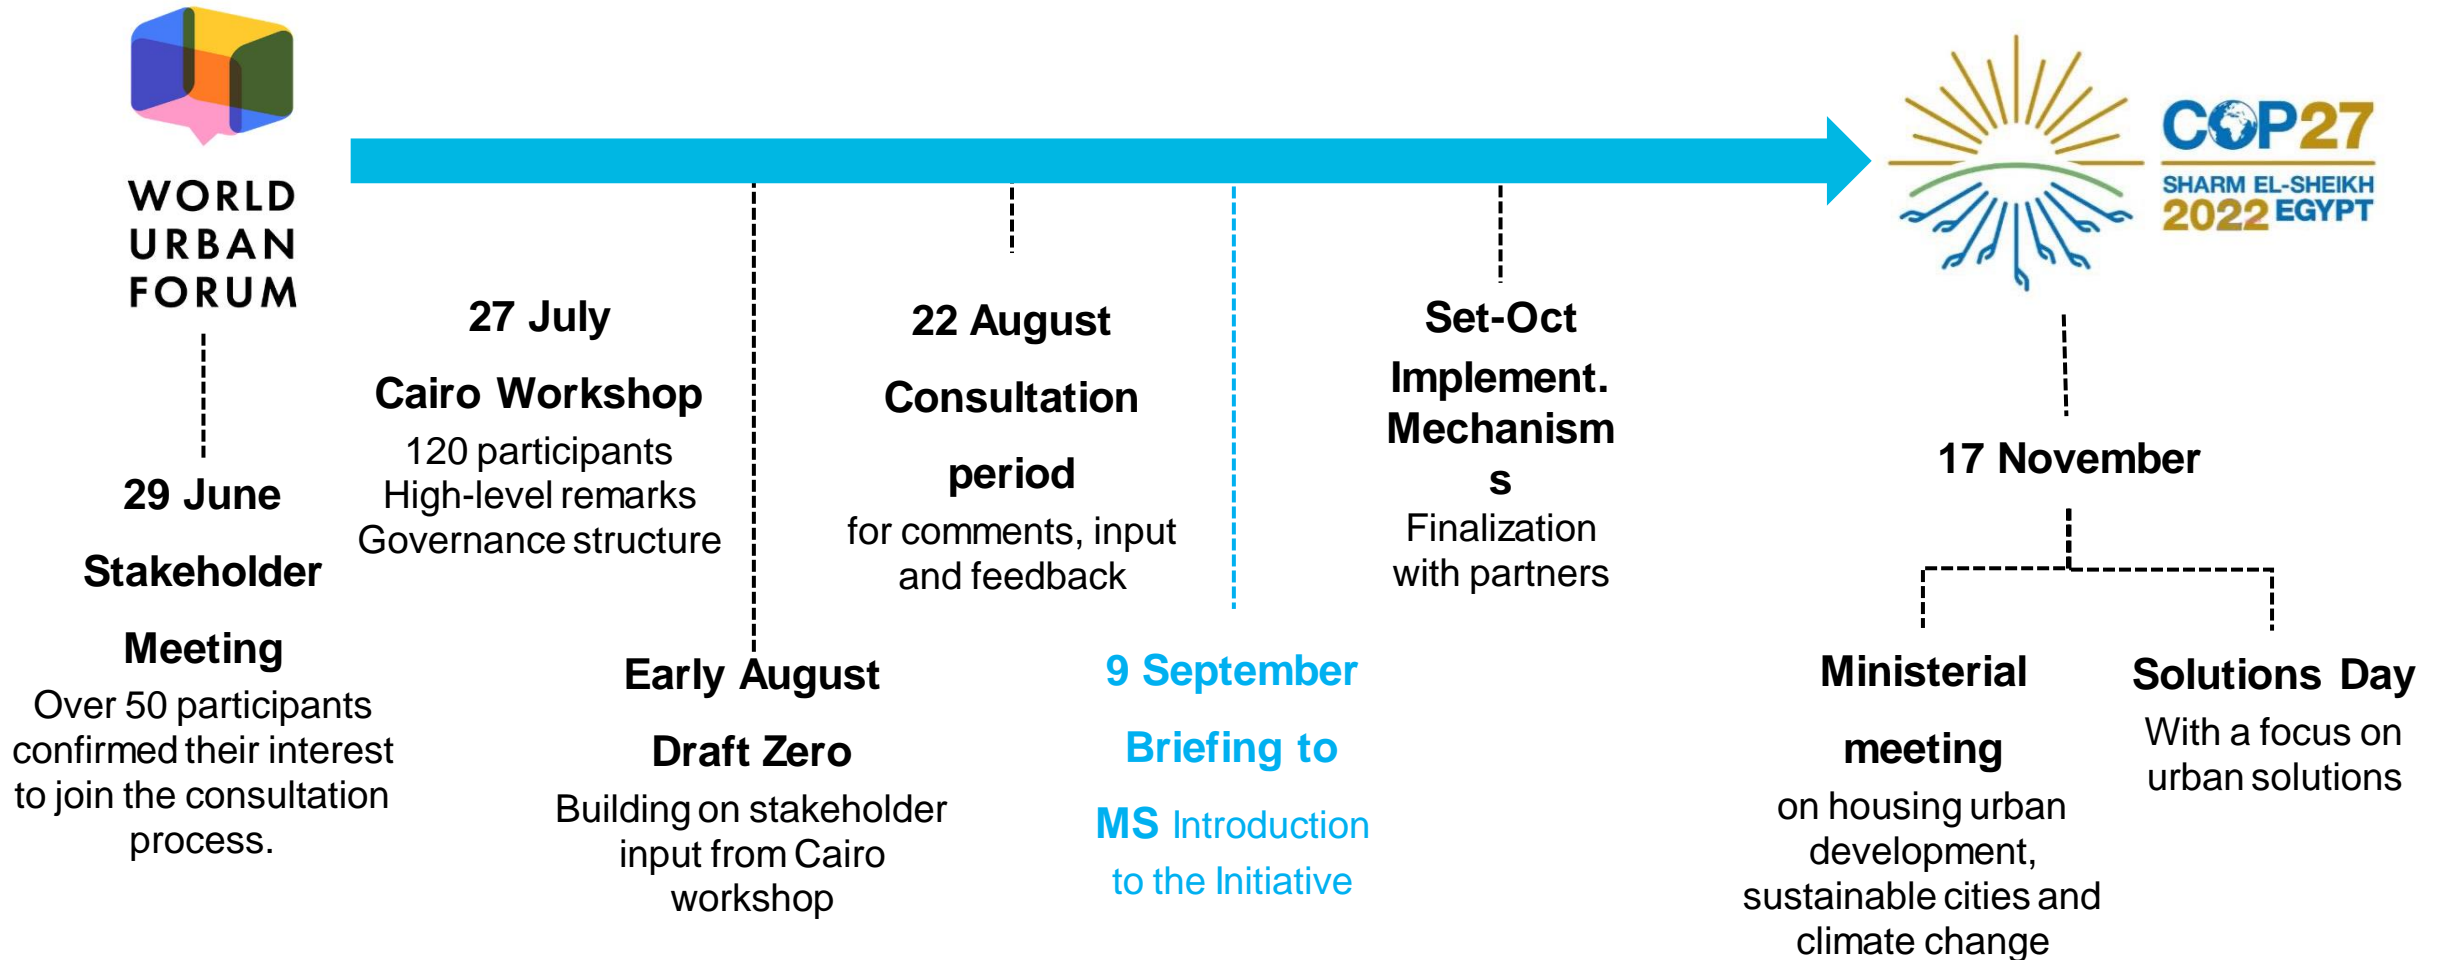 WORLD
URBAN
FORUM
29 June
Stakeholder
Meeting
Over 50 participants
confirmed their interest
to join the consultation
process.
27 July
Cairo Workshop
120 participants
High-level remarks
Governance structure
Early August
Draft Zero
Building on stakeholder
input from Cairo
workshop
22 August
Consultation
period
for comments, input
and feedback
9 September
Briefing to
MS Introduction
to the Initiative
Set-Oct
Implement.
Mechanism
s
Finalization
with partners
COP27
SHARM EL-SHEIKH
2022 EGYPT
17 November
Ministerial
meeting
on housing urban
development,
sustainable cities and
climate change
Solutions Day
With a focus on
urban solutions